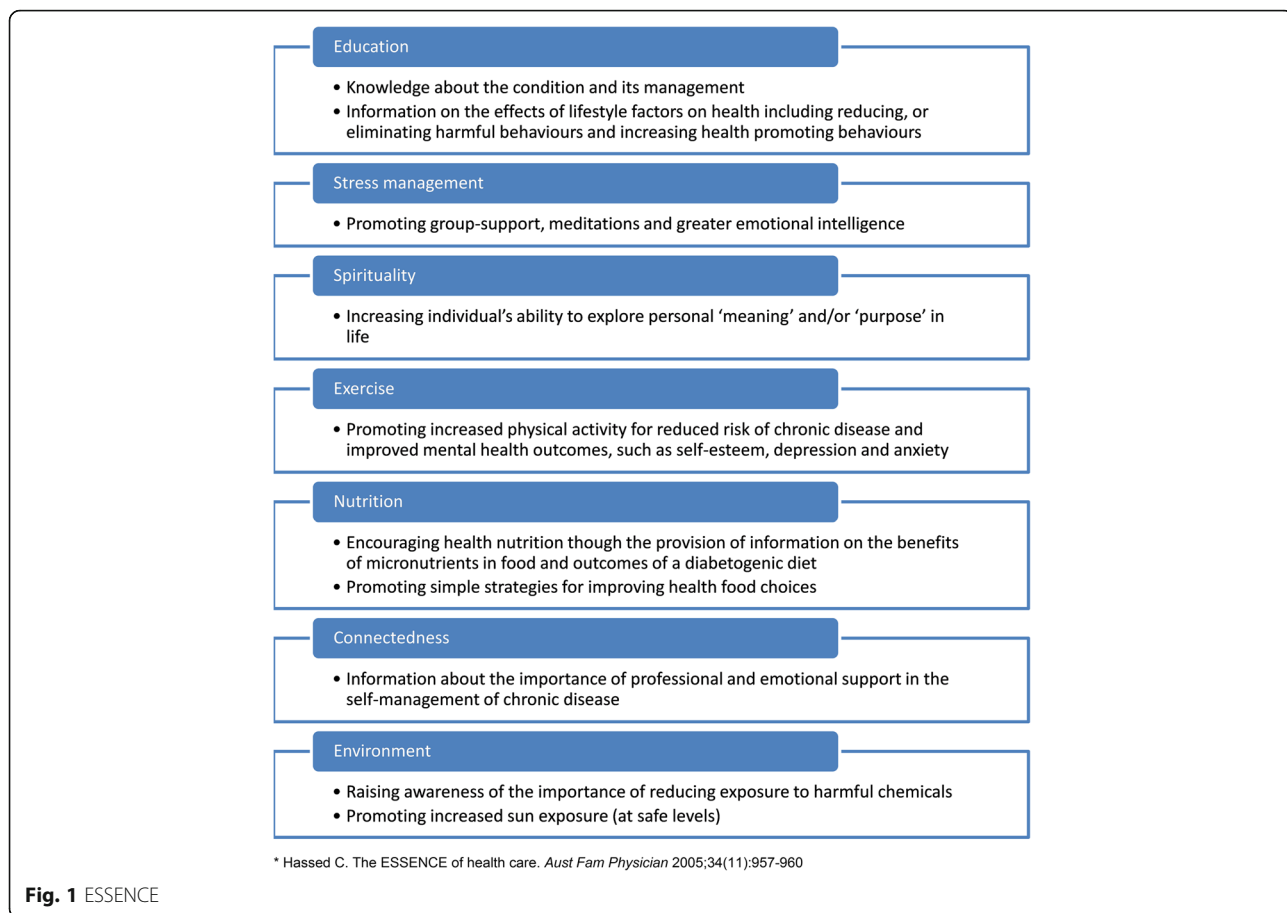 Education
• Knowledge about the condition and its management
• Information on the effects of lifestyle factors on health including reducing, or
eliminating harmful behaviours and increasing health promoting behaviours
Stress management
• Promoting group-support, meditations and greater emotional intelligence
Spirituality
• Increasing individual’s ability to explore personal ‘meaning’ and/or ‘purpose’ in
life
Exercise
• Promoting increased physical activity for reduced risk of chronic disease and
improved mental health outcomes, such as self-esteem, depression and anxiety
Nutrition
• Encouraging health nutrition though the provision of information on the benefits
of micronutrients in food and outcomes of a diabetogenic diet
• Promoting simple strategies for improving health food choices
Connectedness
• Information about the importance of professional and emotional support in the
self-management of chronic disease
Environment
• Raising awareness of the importance of reducing exposure to harmful chemicals
• Promoting increased sun exposure (at safe levels)
* Hassed C. The ESSENCE of health care. Aust Fam Physician 2005;34(11):957-960
Fig. 1 ESSENCE